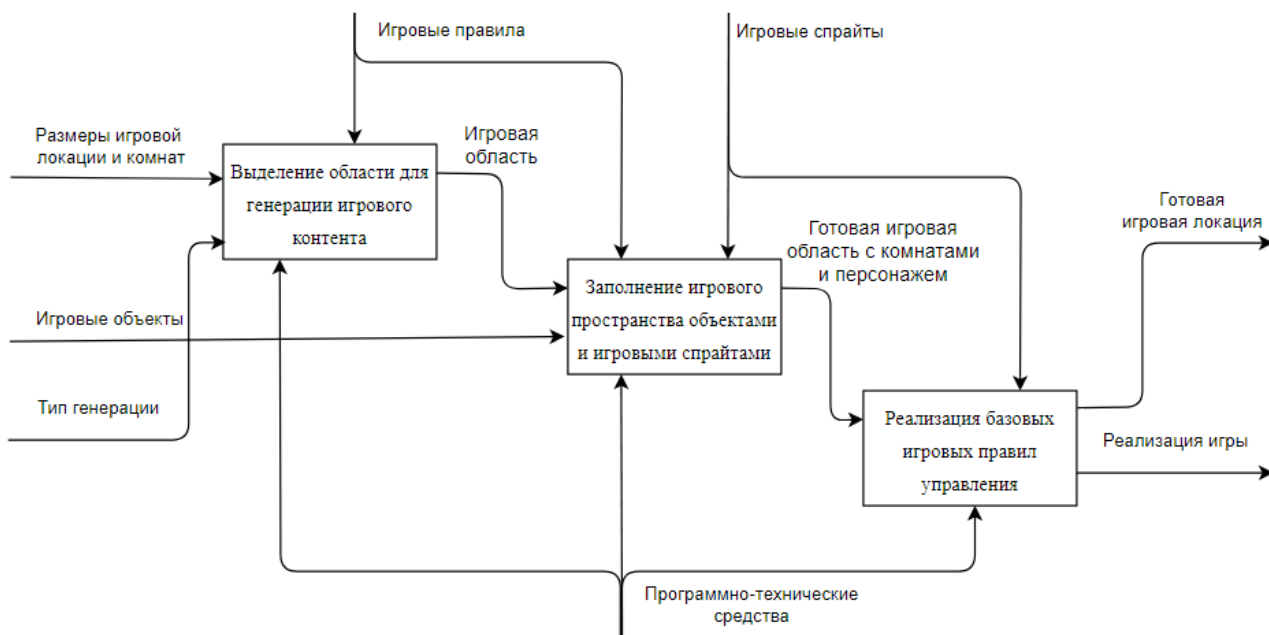 Игровые правила
Игровые спрайты
Размеры игровой
локации и комнат
Игровая
область
Выделение области для
генерации игрового
контента
Готовая
игровая локация
Готовая игровая
область с комнатами
и персонажем
Заполнение игрового
пространства объектами
и игровыми спрайтами
Игровые объекты
Тип генерации
Реализация базовых
игровых правил
управления
Реализация игры
Программно-технические
средства